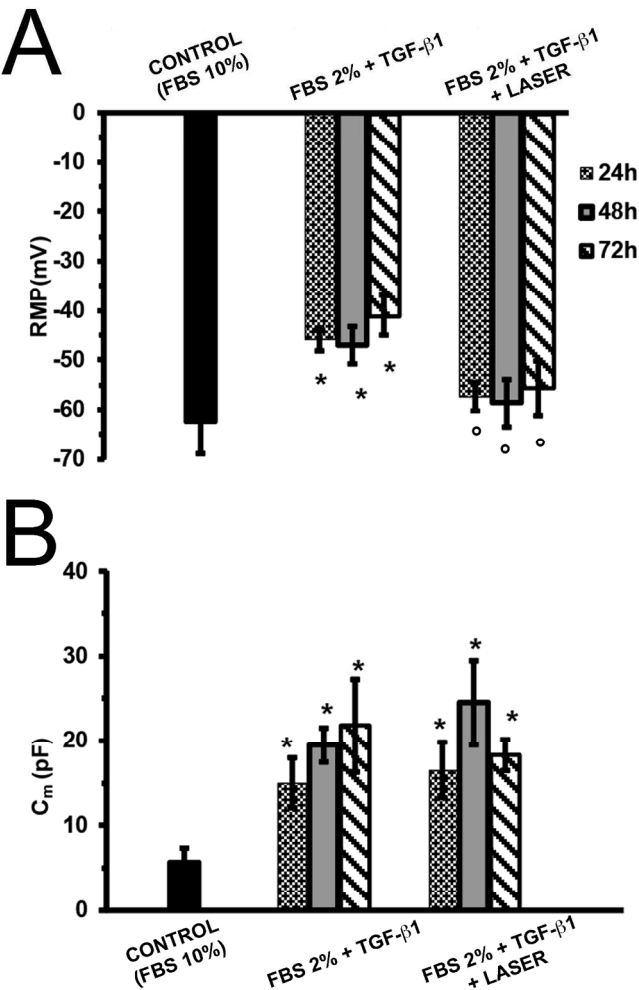 A
CONTROL
(FBS 10%)
FBS 2% + TGF-β1
FBS 2% + TGF-β1
+ LASER
0
-10
-20
-30
-40
-50
-60
-70
RMP(mV)
24h
48h
72h
*
*
*
B
40
30
20
10
0
Cm (pF)
*
*
*
*
*
*
CONTROL
(FBS 10%)
FBS 2% + TGF-β1
FBS 2% + TGF-β1
+ LASER